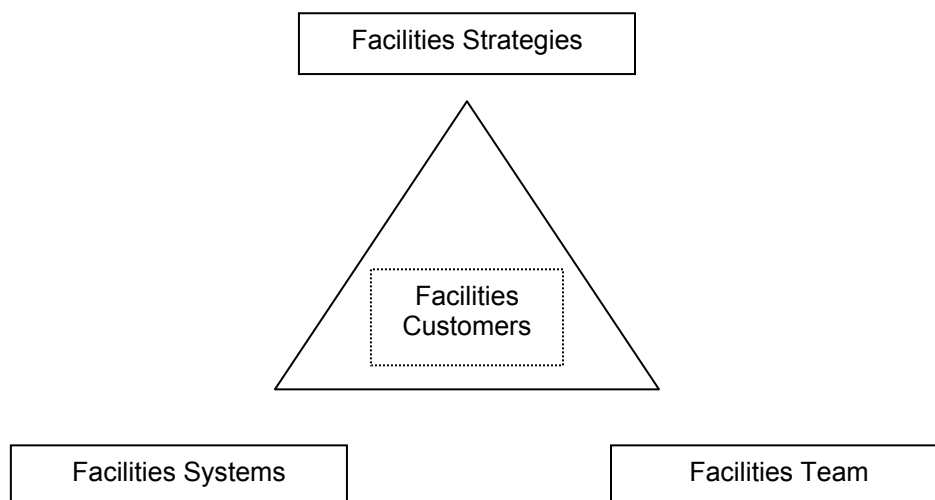 Facilities Strategies
Facilities
Customers
Facilities Systems
Facilities Team